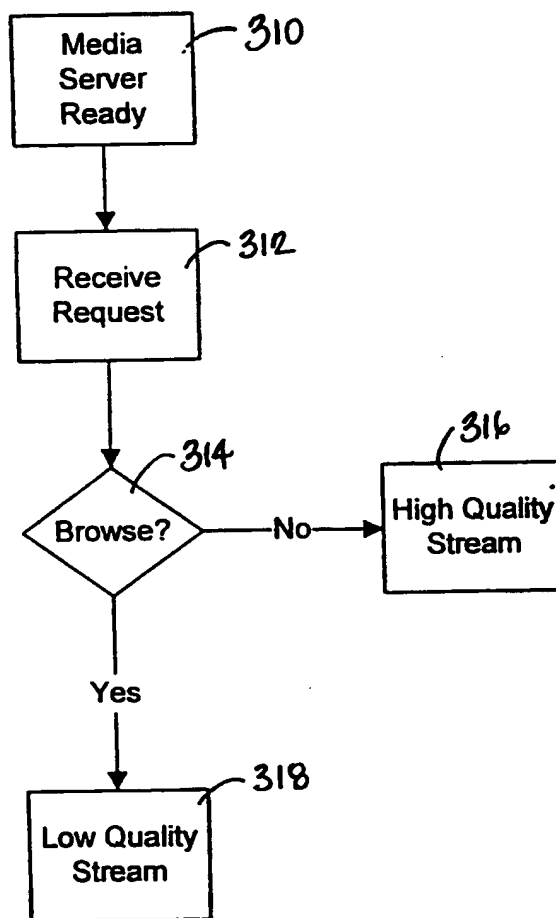 310
Media
Server
Ready
312
Receive
Request
314
Browse?
No
316
High Quality
Stream
Yes
318
Low Quality
Stream